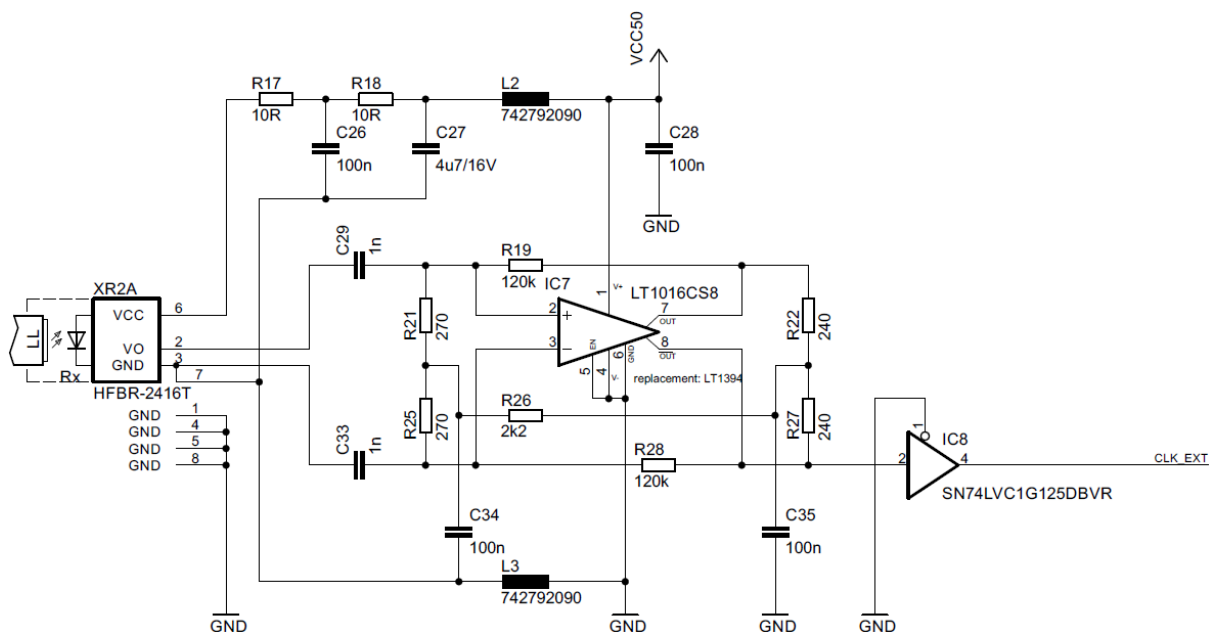 VCC50
R17
10R
R18
10R
L2
742792090
C26
100n
C27
4u7/16V
C28
100n
GND
C29
1n
R19
120k
IC7
LT1016CS8
1
V+
2
+
3
−
7
OUT
8
OUT
EN
V-
GND
5
4
6
replacement: LT1394
XR2A
VCC
VO
GND
6
2
3
7
LL
Rx
HFBR-2416T
GND
1
GND
4
GND
5
GND
8
R21
270
R25
270
R22
240
R27
240
R26
2k2
C33
1n
R28
120k
1
IC8
2
4
CLK_EXT
SN74LVC1G125DBVR
C34
100n
C35
100n
L3
742792090
GND
GND
GND
GND